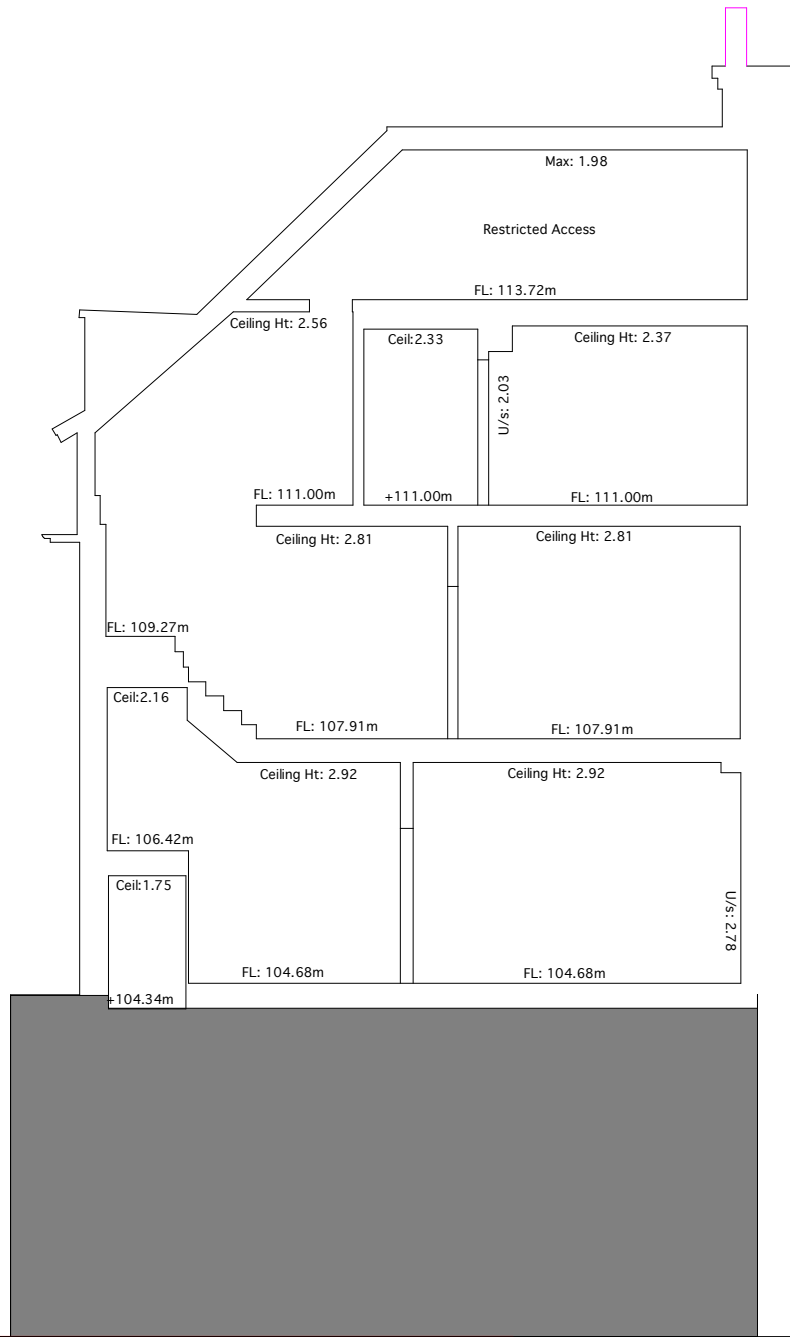 Max: 1.98
Restricted Access
FL: 113.72m
Ceiling Ht: 2.56
Ceil:2.33
Ceiling Ht: 2.37
U/s: 2.03
FL: 111.00m
+111.00m
FL: 111.00m
Ceiling Ht: 2.81
Ceiling Ht: 2.81
FL: 109.27m
Ceil:2.16
FL: 107.91m
FL: 107.91m
Ceiling Ht: 2.92
Ceiling Ht: 2.92
FL: 106.42m
Ceil:1.75
U/s: 2.78
FL: 104.68m
FL: 104.68m
+104.34m